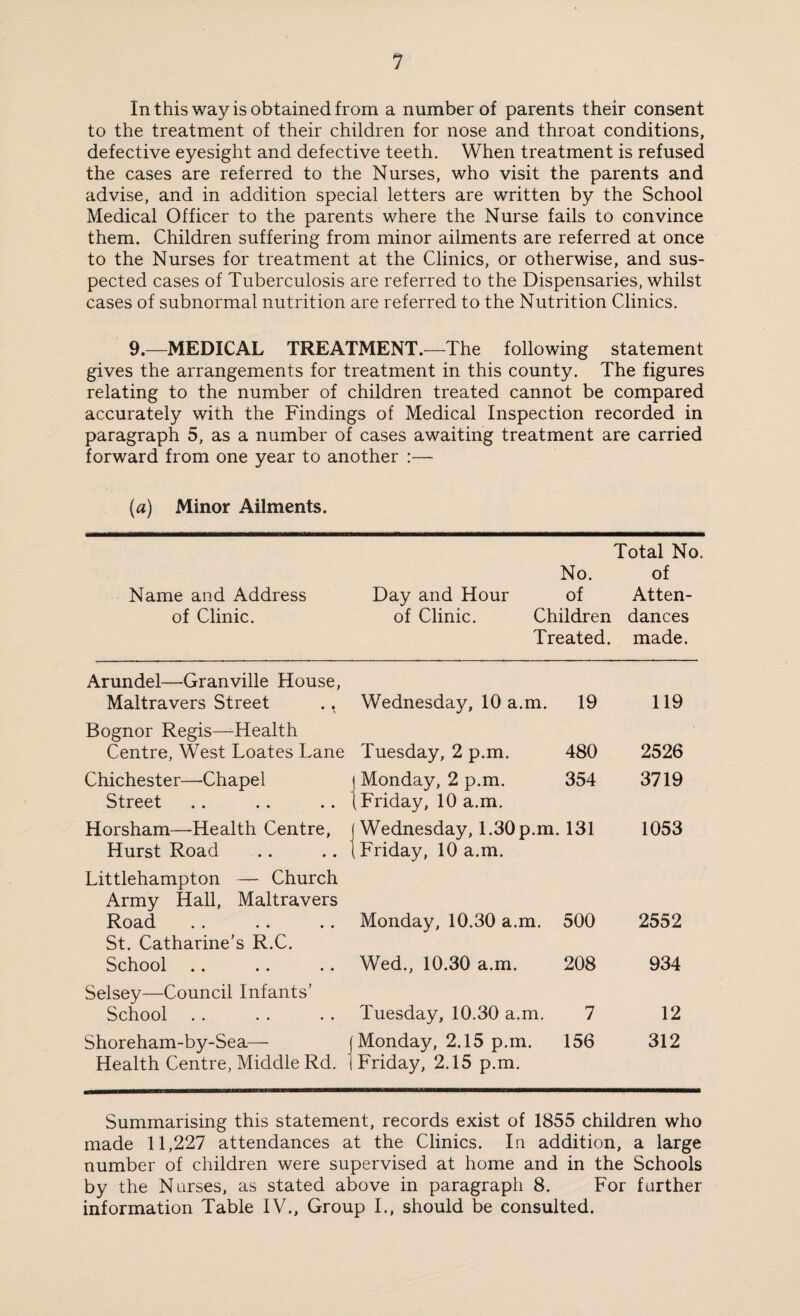 7
In this way is obtained from a number of parents their consent
to the treatment of their children for nose and throat conditions,
defective eyesight and defective teeth. When treatment is refused
the cases are referred to the Nurses, who visit the parents and
advise, and in addition special letters are written by the School
Medical Officer to the parents where the Nurse fails to convince
them. Children suffering from minor ailments are referred at once
to the Nurses for treatment at the Clinics, or otherwise, and sus-
pected cases of Tuberculosis are referred to the Dispensaries, whilst
cases of subnormal nutrition are referred to the Nutrition Clinics.
9.—MEDICAL TREATMENT.—The following statement
gives the arrangements for treatment in this county. The figures
relating to the number of children treated cannot be compared
accurately with the Findings of Medical Inspection recorded in
paragraph 5, as a number of cases awaiting treatment are carried
forward from one year to another :—
(a) Minor Ailments.
Total No.
No. of
Name and Address Day and Hour of Atten-
of Clinic. of Clinic. Children dances
Treated. made.
Arundel—Granville House,
Maltravers Street .. Wednesday, 10 a.m. 19 119
Bognor Regis—Health
Centre, West Loates Lane Tuesday, 2 p.m. 480 2526
Chichester—Chapel { Monday, 2 p.m. 354 3719
Street .. .. .. { Friday, 10 a.m.
Horsham—Health Centre, { Wednesday, 1.30 p.m. 131 1053
Hurst Road .. .. { Friday, 10 a.m.
Littlehampton — Church
Army Hall, Maltravers
Road .. .. .. Monday, 10.30 a.m. 500 2552
St. Catharine's R.C.
School .. .. .. Wed., 10.30 a.m. 208 934
Selsey—Council Infants'
School .. .. .. Tuesday, 10.30 a.m. 7 12
Shoreham-by-Sea— { Monday, 2.15 p.m. 156 312
Health Centre, Middle Rd. { Friday, 2.15 p.m.
Summarising this statement, records exist of 1855 children who
made 11,227 attendances at the Clinics. In addition, a large
number of children were supervised at home and in the Schools
by the Nurses, as stated above in paragraph 8. For further
information Table IV., Group I., should be consulted.